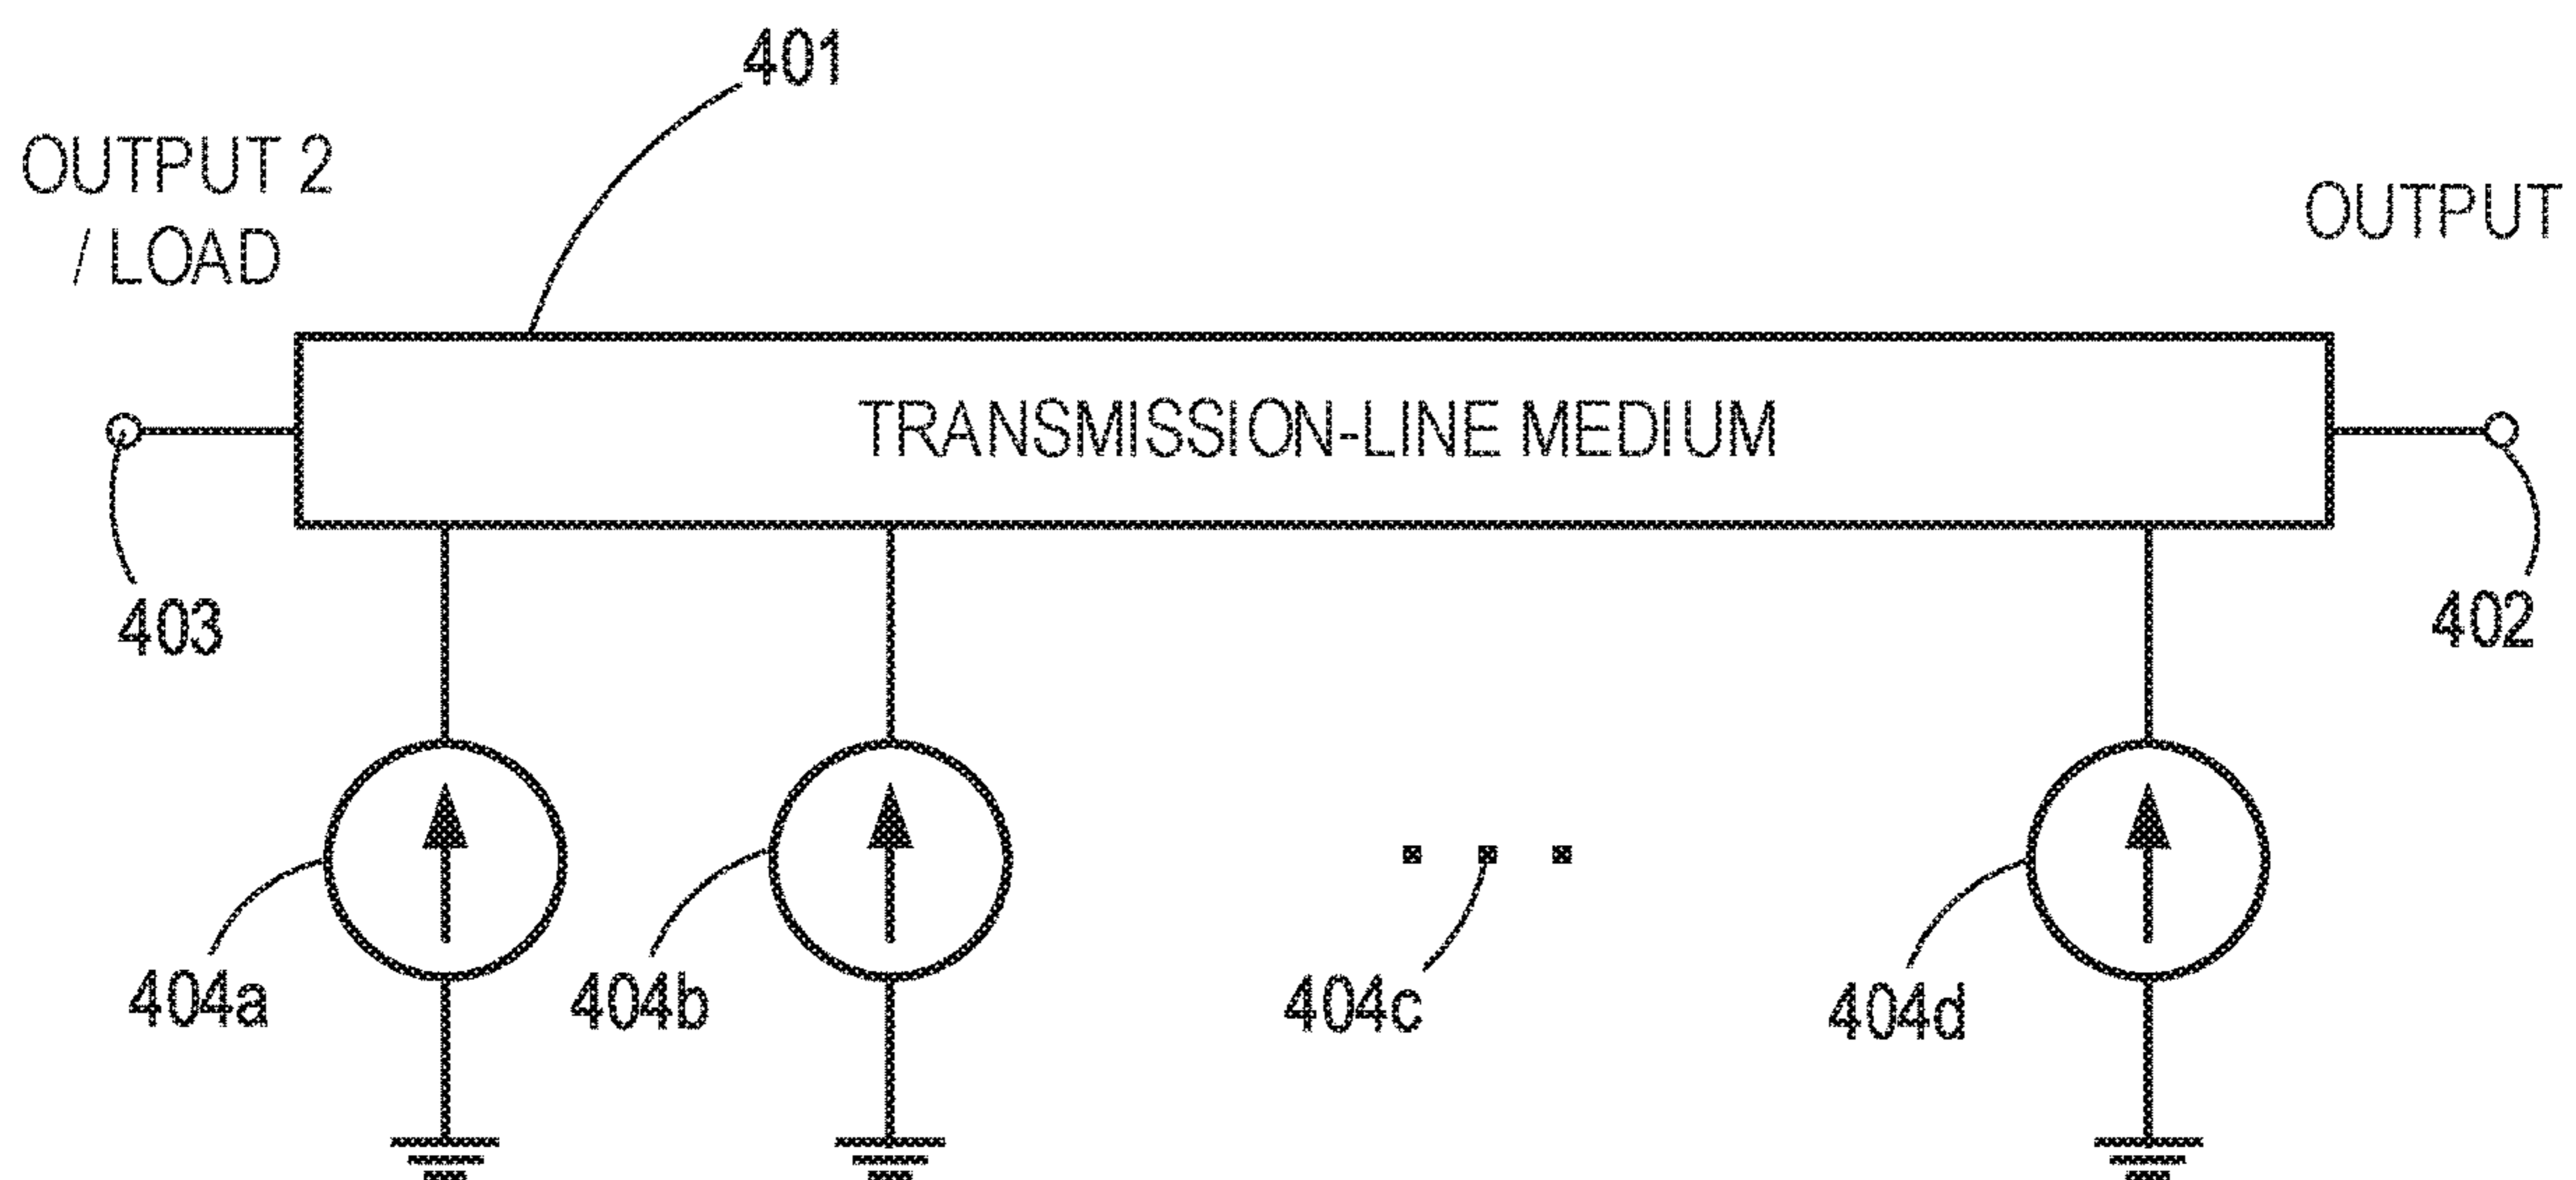 401
OUTPUT 2
/ LOAD
OUTPUT
TRANSMISSION-LINE MEDIUM
403
402
404a
404b
404c
404d